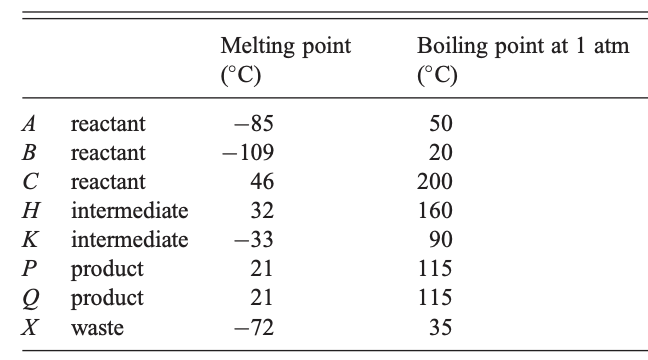 Melting point Boiling point at 1 atm
(°C) (°C)
A reactant −85 50
B reactant −109 20
C reactant 46 200
H intermediate 32 160
K intermediate −33 90
P product 21 115
Q product 21 115
X waste −72 35